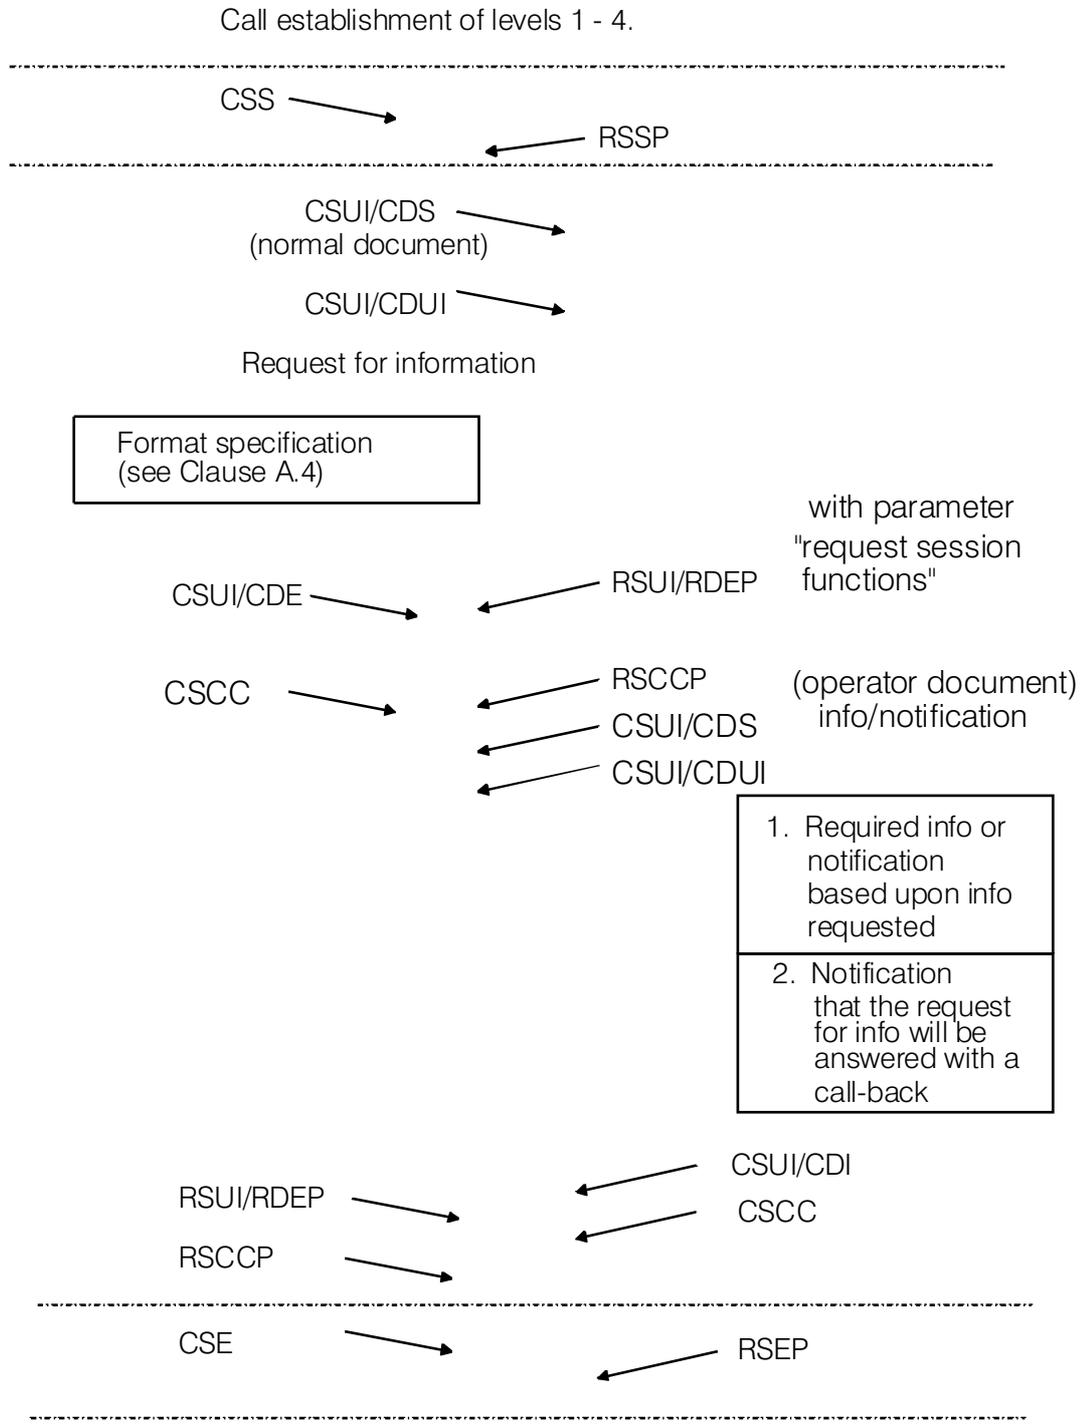 Call establishment of levels 1 - 4.
CSS
RSSP
CSUI/CDS
(normal document)
CSUI/CDUI
Request for information
Format specification
(see Clause A.4)
with parameter
"request session
functions"
CSUI/CDE
RSUI/RDEP
CSCC
RSCCP
(operator document)
info/notification
CSUI/CDS
CSUI/CDUI
1. Required info or
notification
based upon info
requested
2. Notification
that the request
for info will be
answered with a
call-back
CSUI/CDI
RSUI/RDEP
CSCC
RSCCP
CSE
RSEP